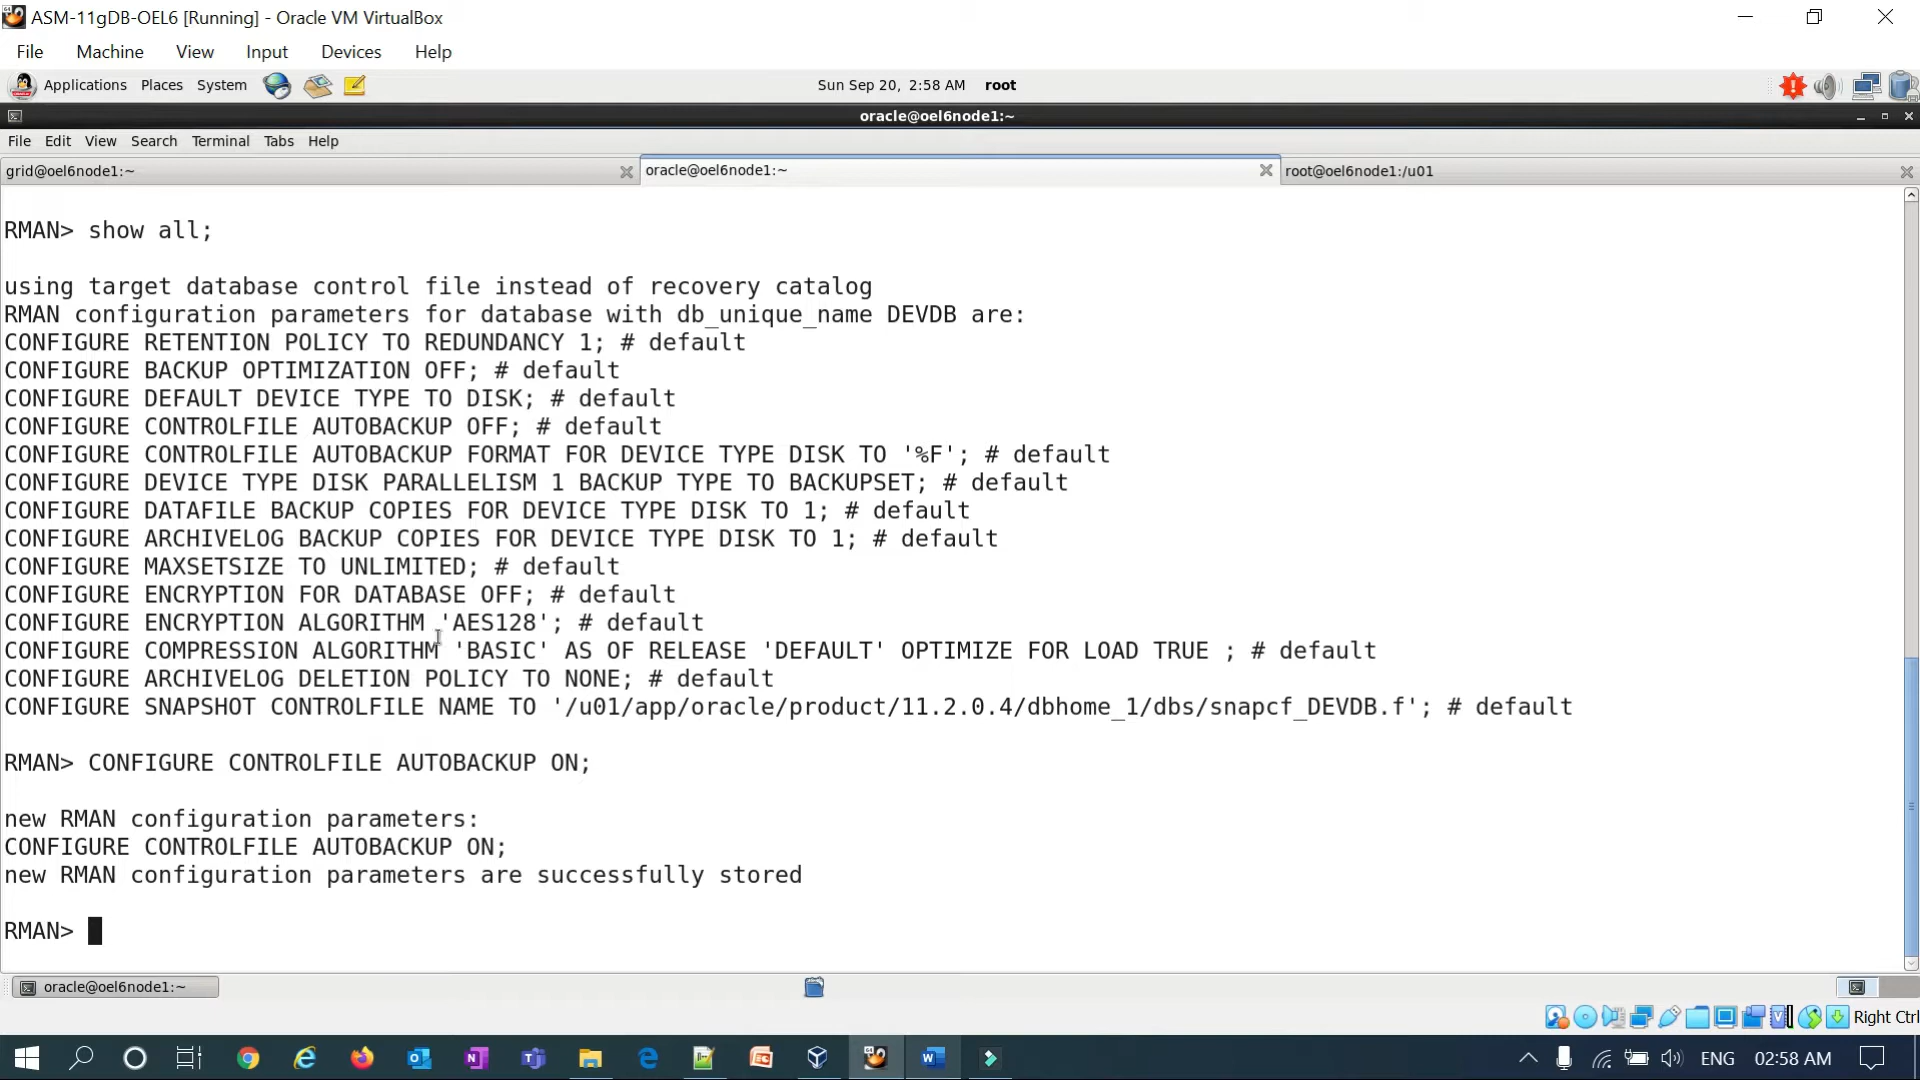 ASM-11gDB-OEL6 [Running] - Oracle VM VirtualBox
File Machine View Input Devices Help
Applications Places System Sun Sep 20, 2:58 AM root
oracle@oel6node1:~
File Edit View Search Terminal Tabs Help
grid@oel6node1:~ oracle@oel6node1:~ root@oel6node1:/u01
RMAN> show all;
using target database control file instead of recovery catalog
RMAN configuration parameters for database with db_unique_name DEVDB are:
CONFIGURE RETENTION POLICY TO REDUNDANCY 1; # default
CONFIGURE BACKUP OPTIMIZATION OFF; # default
CONFIGURE DEFAULT DEVICE TYPE TO DISK; # default
CONFIGURE CONTROLFILE AUTOBACKUP OFF; # default
CONFIGURE CONTROLFILE AUTOBACKUP FORMAT FOR DEVICE TYPE DISK TO '%F'; # default
CONFIGURE DEVICE TYPE DISK PARALLELISM 1 BACKUP TYPE TO BACKUPSET; # default
CONFIGURE DATAFILE BACKUP COPIES FOR DEVICE TYPE DISK TO 1; # default
CONFIGURE ARCHIVELOG BACKUP COPIES FOR DEVICE TYPE DISK TO 1; # default
CONFIGURE MAXSETSIZE TO UNLIMITED; # default
CONFIGURE ENCRYPTION FOR DATABASE OFF; # default
CONFIGURE ENCRYPTION ALGORITHM 'AES128'; # default
CONFIGURE COMPRESSION ALGORITHM 'BASIC' AS OF RELEASE 'DEFAULT' OPTIMIZE FOR LOAD TRUE ; # default
CONFIGURE ARCHIVELOG DELETION POLICY TO NONE; # default
CONFIGURE SNAPSHOT CONTROLFILE NAME TO '/u01/app/oracle/product/11.2.0.4/dbhome_1/dbs/snapcf_DEVDB.f'; # default
RMAN> CONFIGURE CONTROLFILE AUTOBACKUP ON;
new RMAN configuration parameters:
CONFIGURE CONTROLFILE AUTOBACKUP ON;
new RMAN configuration parameters are successfully stored
RMAN>
oracle@oel6node1:~
Right Ctrl
ENG 02:58 AM